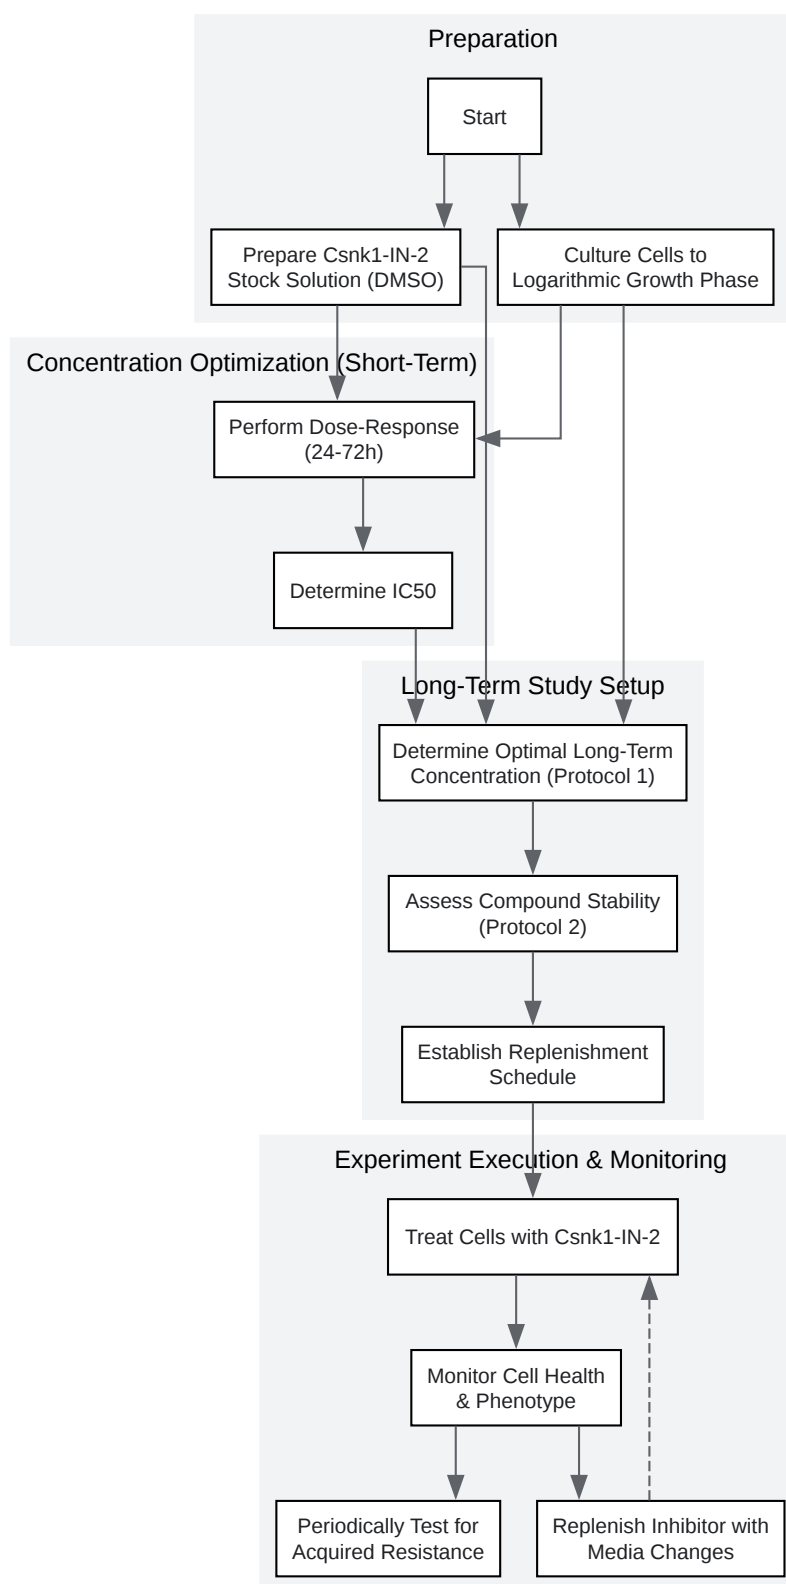 Preparation
Start
Prepare Csnk1-IN-2
Stock Solution (DMSO)
Culture Cells to
Logarithmic Growth Phase
Concentration Optimization (Short-Term)
Perform Dose-Response
(24-72h)
Determine IC50
Long-Term Study Setup
Determine Optimal Long-Term
Concentration (Protocol 1)
Assess Compound Stability
(Protocol 2)
Establish Replenishment
Schedule
Experiment Execution & Monitoring
Treat Cells with Csnk1-IN-2
Monitor Cell Health
& Phenotype
Periodically Test for
Acquired Resistance
Replenish Inhibitor with
Media Changes